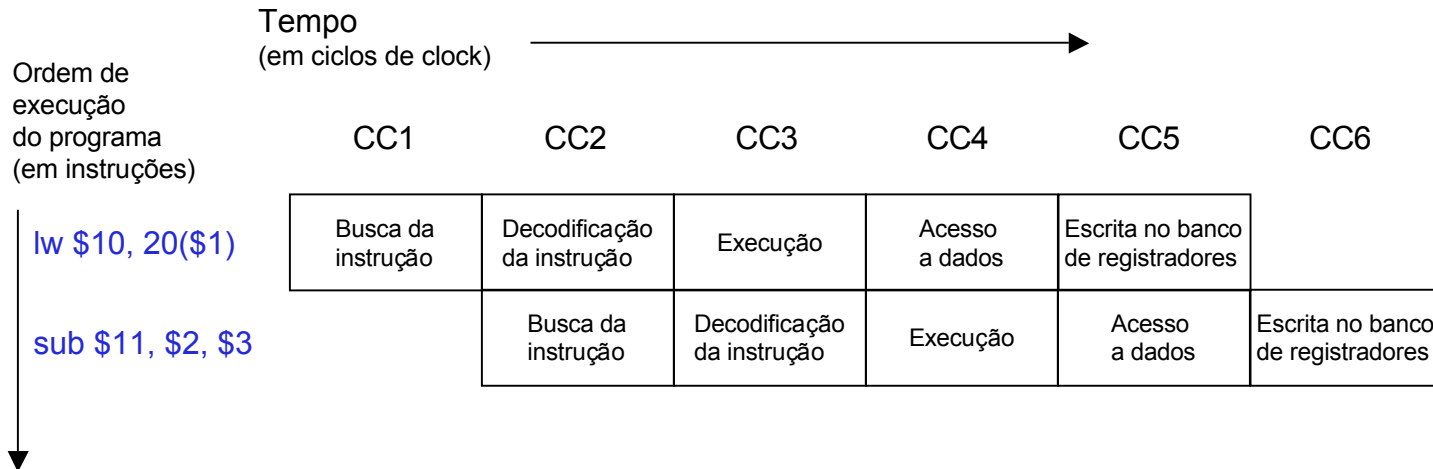 Tempo
(em ciclos de clock)
Ordem de
execução
do programa
(em instruções)
CC1 CC2 CC3 CC4 CC5 CC6
lw $10, 20($1)
Busca da
instrução
Decodificação
da instrução
Execução
Acesso
a dados
Escrita no banco
de registradores
sub $11, $2, $3
Busca da
instrução
Decodificação
da instrução
Execução
Acesso
a dados
Escrita no banco
de registradores